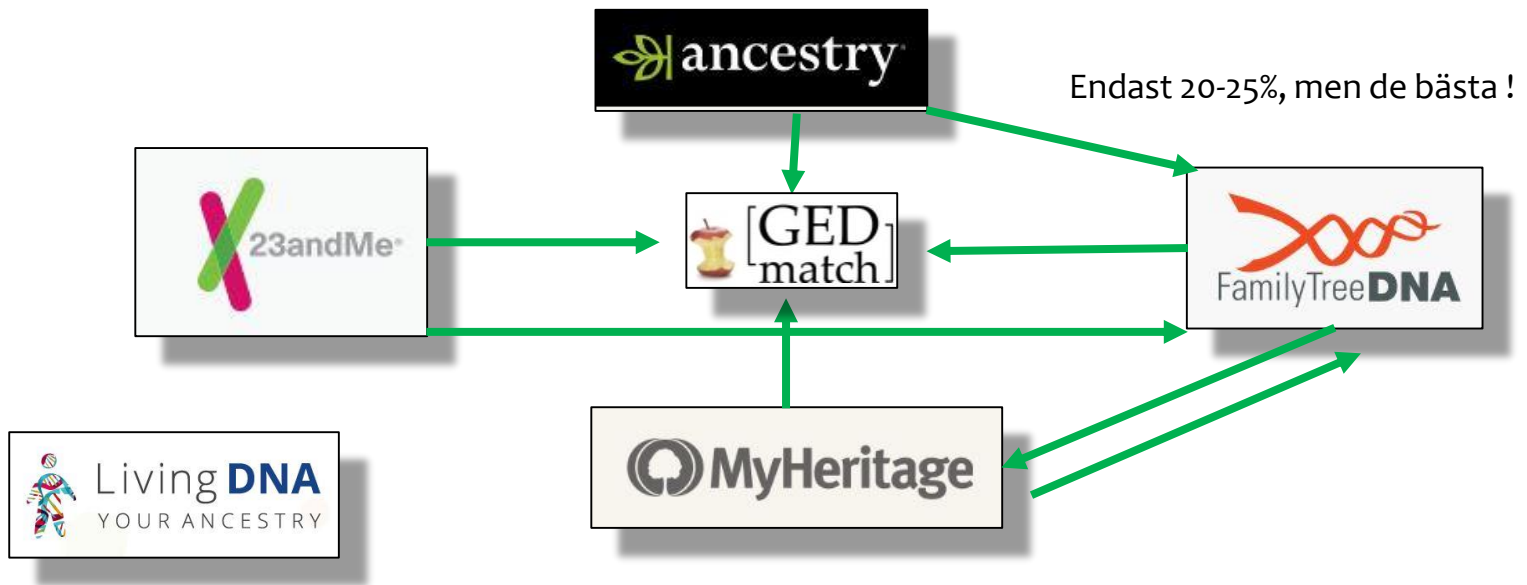 ancestry
Endast 20-25%, men de bästa !
23andMe®
[GED
match]
FamilyTreeDNA
MyHeritage
Living DNA
YOUR ANCESTRY